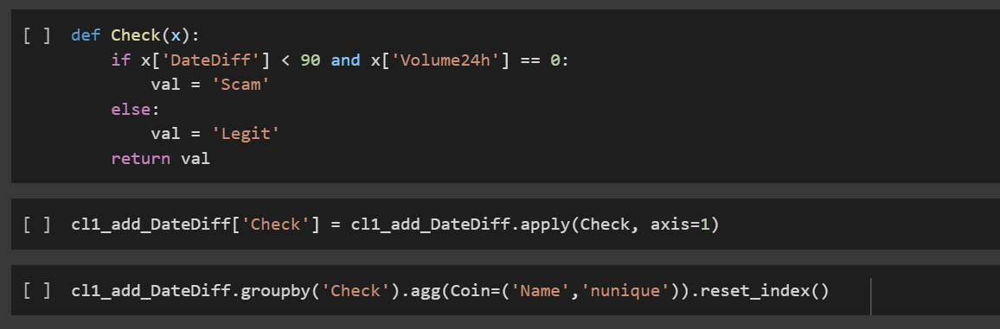 [ ] def Check(x):
if x['DateDiff'] < 90 and x['Volume24h'] == 0:
val = 'Scam'
else:
val = 'Legit'
return val
[ ] cl1_add_DateDiff['Check'] = cl1_add_DateDiff.apply(Check, axis=1)
[ ] cl1_add_DateDiff.groupby('Check').agg(Coin=('Name','nunique')).reset_index()